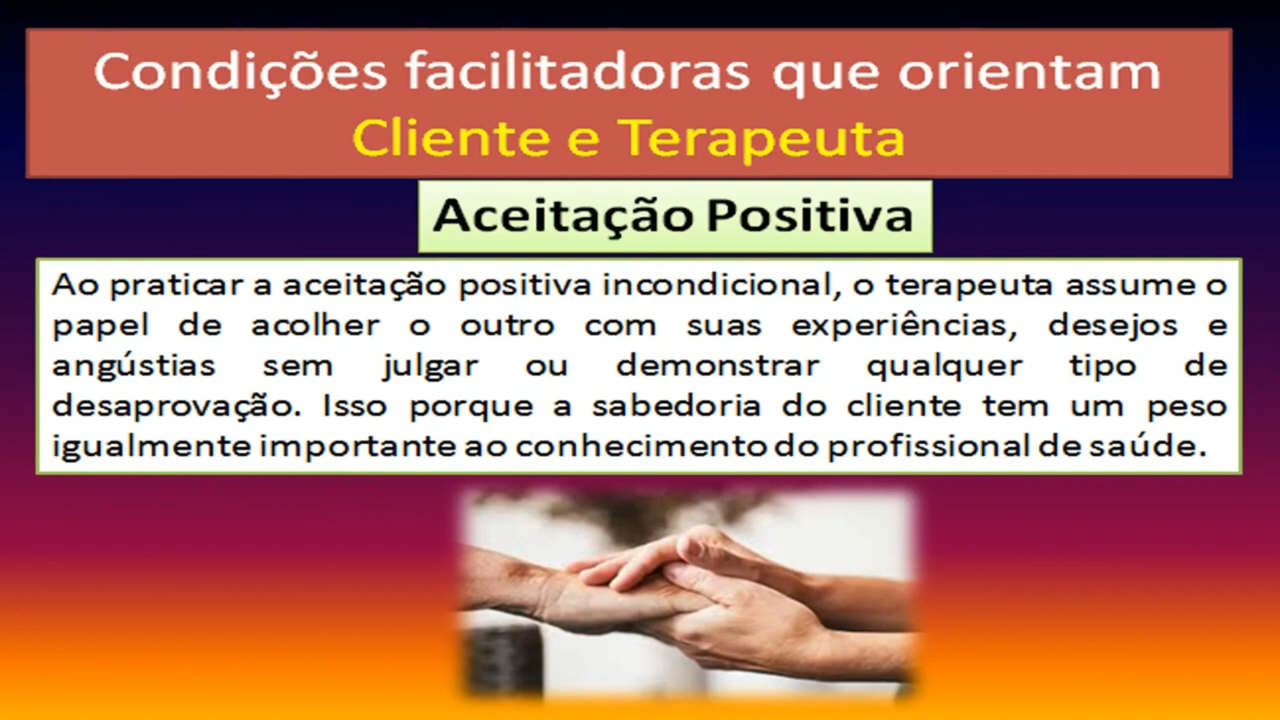 Condições facilitadoras que orientam
Cliente e Terapeuta
Aceitação Positiva
Ao praticar a aceitação positiva incondicional, o terapeuta assume o
papel de acolher o outro com suas experiências, desejos e
angústias sem julgar ou demonstrar qualquer tipo de
desaprovação. Isso porque a sabedoria do cliente tem um peso
igualmente importante ao conhecimento do profissional de saúde.